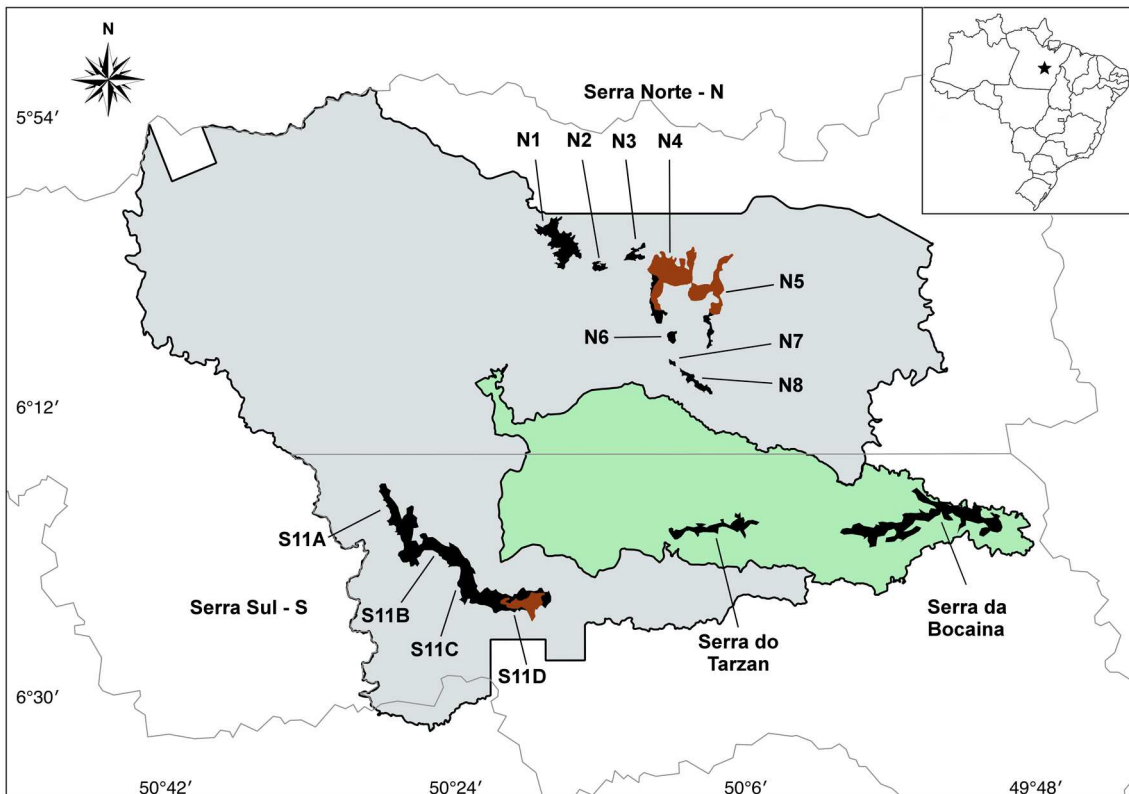 N
Serra Norte - N
5°54′
N1
N2
N3
N4
N5
N6
N7
N8
6°12′
S11A
Serra Sul - S
S11B
S11C
S11D
Serra do
Tarzan
Serra da
Bocaina
6°30′
50°42′
50°24′
50°6′
49°48′